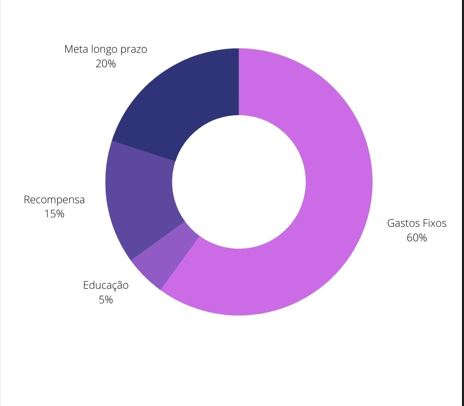 Meta longo prazo
20%
Recompensa
15%
Gastos Fixos
60%
Educação
5%